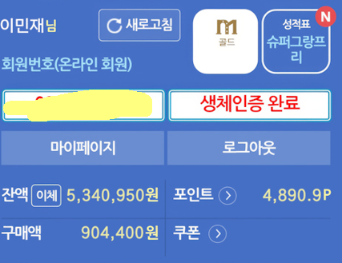 이민재님
새로고침
m
골드
성적표
N
슈퍼그랑프
리
회원번호(온라인 회원)
생체인증 완료
마이페이지
로그아웃
잔액 이체 5,340,950원
포인트 4,890.9P
구매액 904,400원
쿠폰